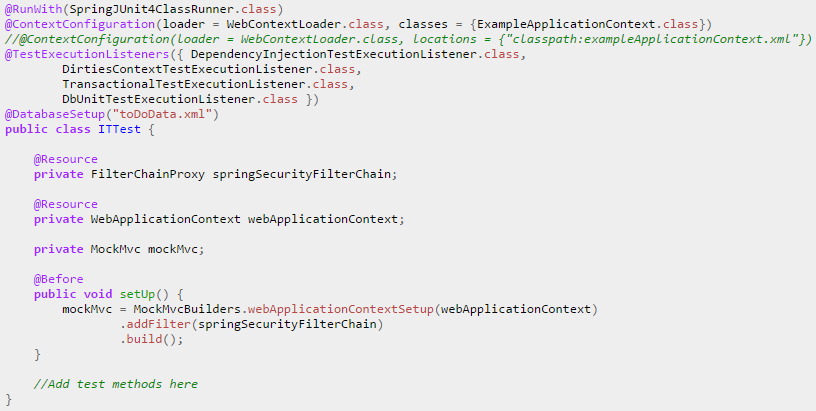 @RunWith(SpringJUnit4ClassRunner.class)
@ContextConfiguration(loader = WebContextLoader.class, classes = {ExampleApplicationContext.class})
//@ContextConfiguration(loader = WebContextLoader.class, locations = {"classpath:exampleApplicationContext.xml"})
@TestExecutionListeners({ DependencyInjectionTestExecutionListener.class,
        DirtiesContextTestExecutionListener.class,
        TransactionalTestExecutionListener.class,
        DbUnitTestExecutionListener.class })
@DatabaseSetup("toDoData.xml")
public class ITTest {
    @Resource
    private FilterChainProxy springSecurityFilterChain;
    @Resource
    private WebApplicationContext webApplicationContext;
    private MockMvc mockMvc;
    @Before
    public void setUp() {
        mockMvc = MockMvcBuilders.webApplicationContextSetup(webApplicationContext)
                .addFilter(springSecurityFilterChain)
                .build();
    }
    //Add test methods here
}